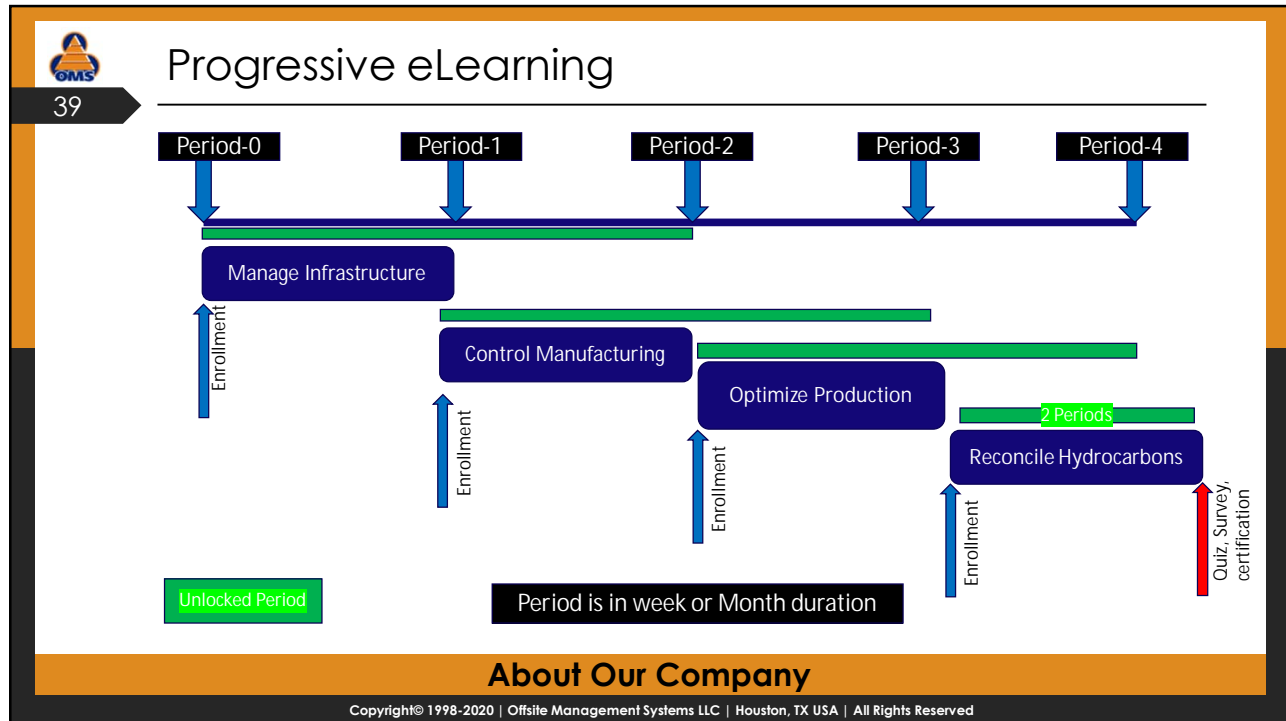 OMS
Progressive eLearning
39
Period-0
Period-1
Period-2
Period-3
Period-4
Manage Infrastructure
Enrollment
Control Manufacturing
Enrollment
Optimize Production
Enrollment
2 Periods
Reconcile Hydrocarbons
Enrollment
Quiz, Survey,
certification
Unlocked Period
Period is in week or Month duration
About Our Company
Copyright© 1998-2020 | Offsite Management Systems LLC | Houston, TX USA | All Rights Reserved